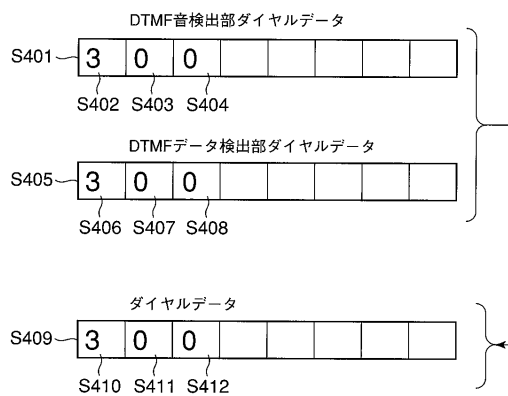 DTMF音検出部ダイヤルデータ
S401 3 0 0
S402 S403 S404
DTMFデータ検出部ダイヤルデータ
S405 3 0 0
S406 S407 S408
ダイヤルデータ
S409 3 0 0
S410 S411 S412